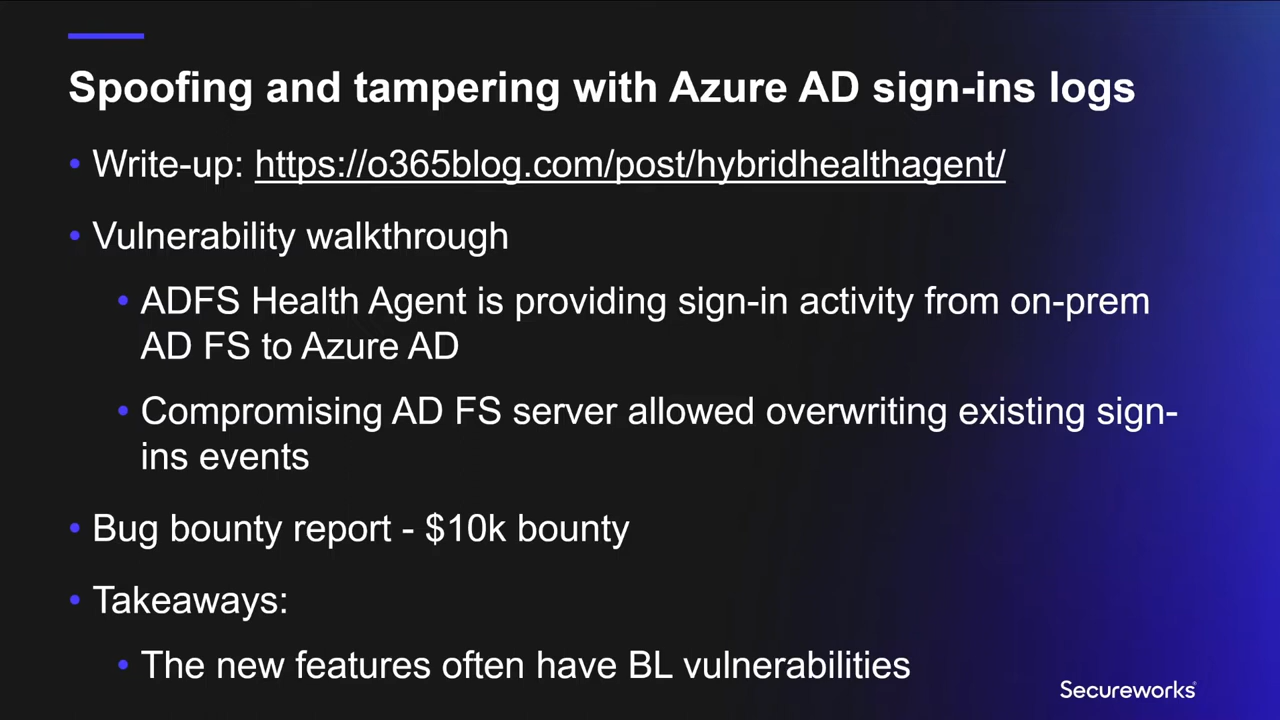 Spoofing and tampering with Azure AD sign-ins logs
• Write-up: https://o365blog.com/post/hybridhealthagent/
• Vulnerability walkthrough
• ADFS Health Agent is providing sign-in activity from on-prem
AD FS to Azure AD
• Compromising AD FS server allowed overwriting existing sign-
ins events
• Bug bounty report - $10k bounty
• Takeaways:
• The new features often have BL vulnerabilities
Secureworks®